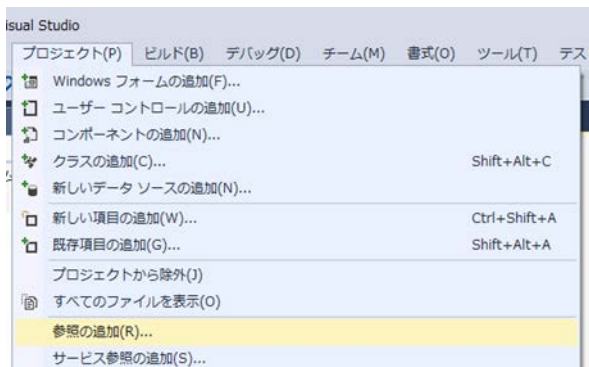 isual Studio
プロジェクト(P) ビルド(B) デバッグ(D) チーム(M) 書式(O) ツール(T) テス
Windows フォームの追加(F)...
ユーザー コントロールの追加(U)...
コンポーネントの追加(N)...
クラスの追加(C)... Shift+Alt+C
新しいデータ ソースの追加(N)...
新しい項目の追加(W)... Ctrl+Shift+A
既存項目の追加(G)... Shift+Alt+A
プロジェクトから除外(J)
すべてのファイルを表示(O)
参照の追加(R)...
サービス参照の追加(S)...